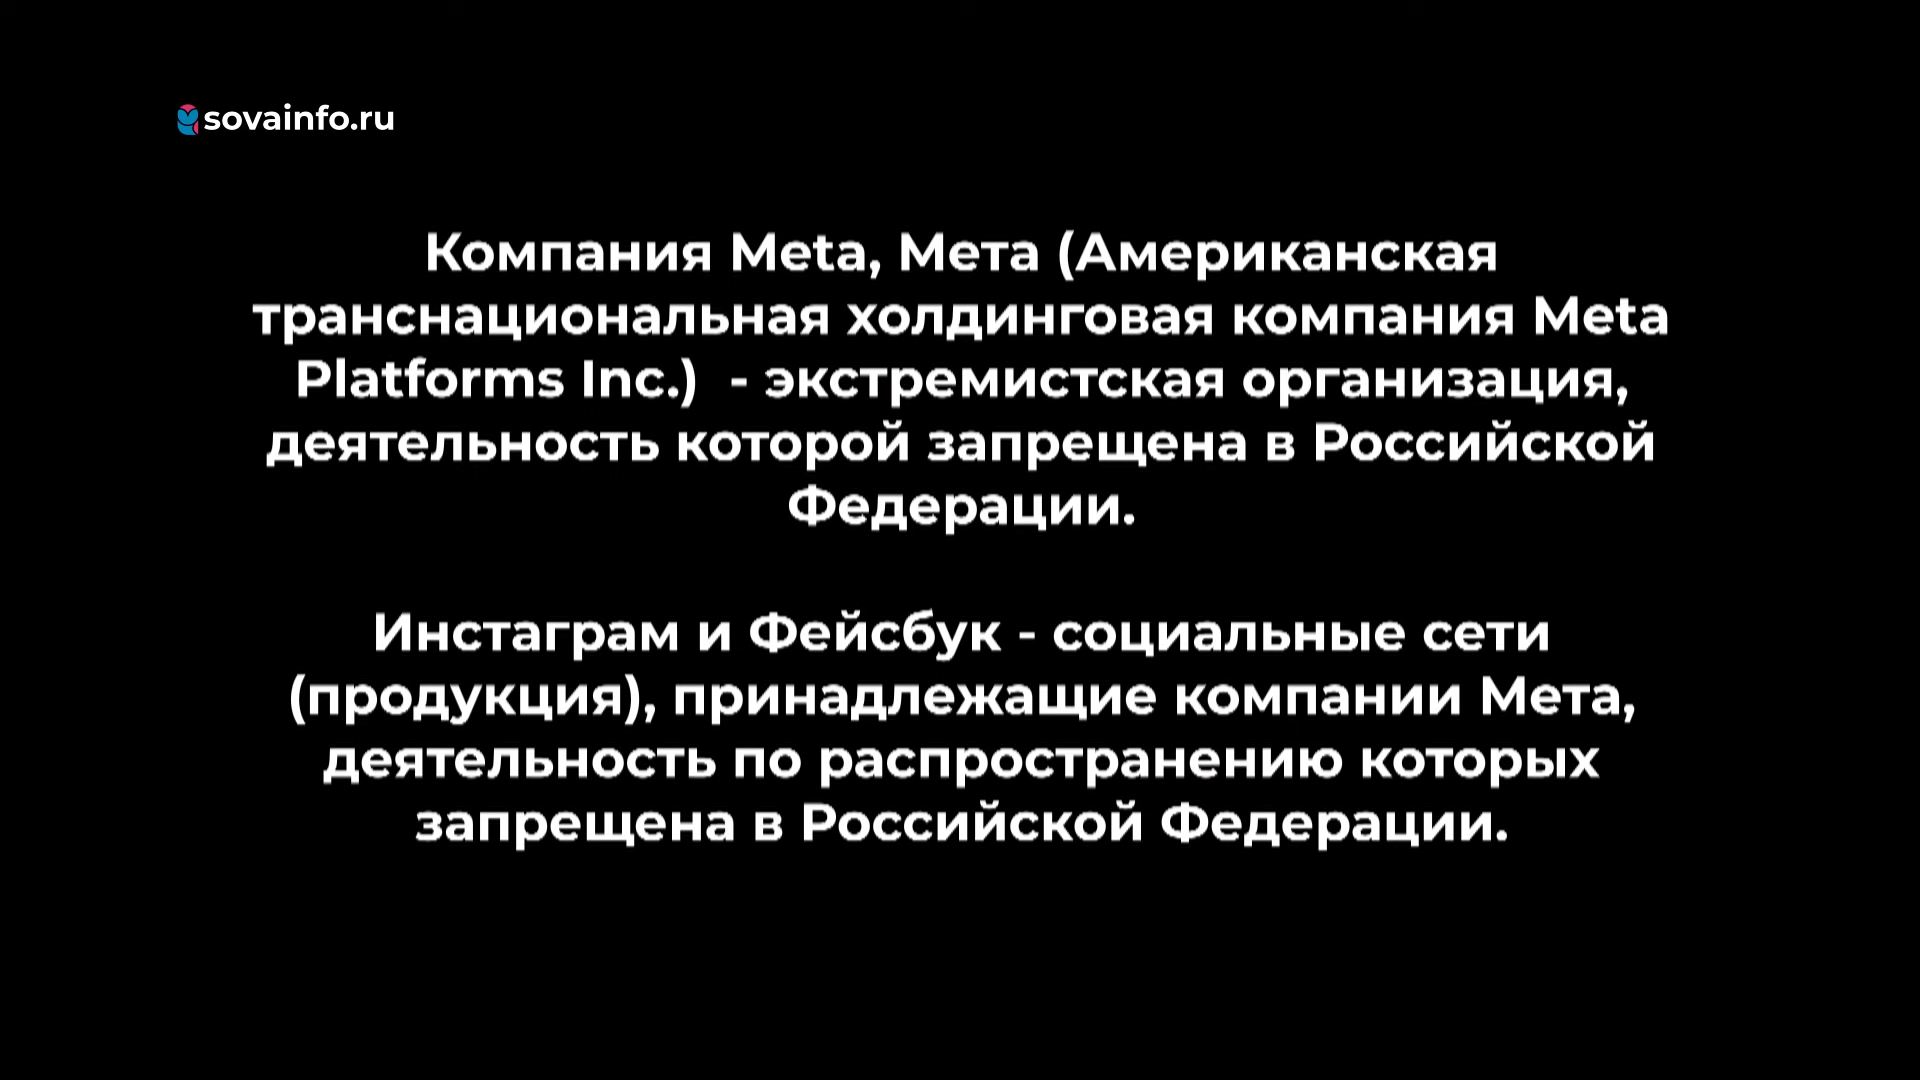 sovainfo.ru
Компания Meta, Мета (Американская
транснациональная холдинговая компания Meta
Platforms Inc.)  - экстремистская организация,
деятельность которой запрещена в Российской
Федерации.
Инстаграм и Фейсбук - социальные сети
(продукция), принадлежащие компании Мета,
деятельность по распространению которых
запрещена в Российской Федерации.